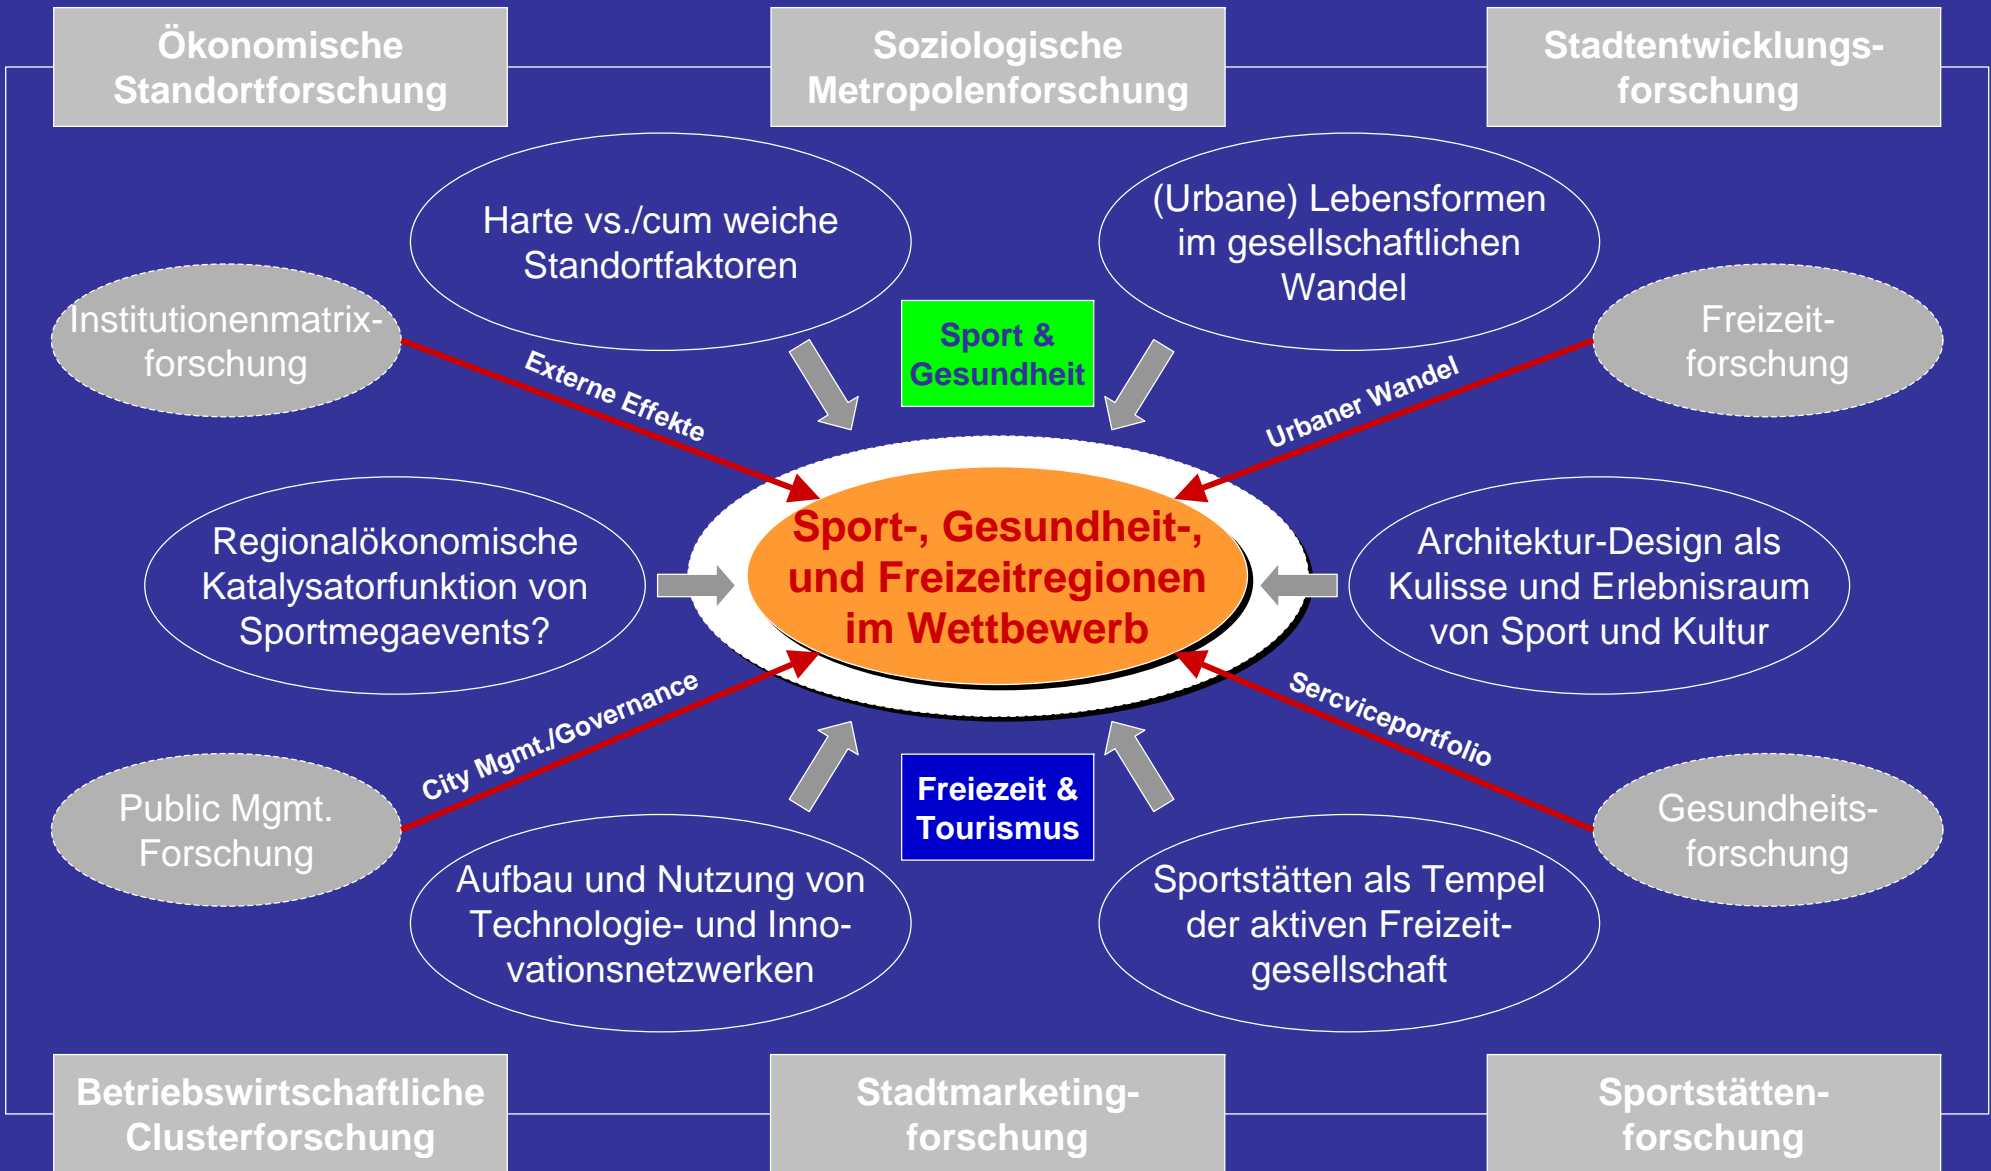 Ökonomische
Standortforschung
Soziologische
Metropolenforschung
Stadtentwicklungs-
forschung
Harte vs./cum weiche
Standortfaktoren
(Urbane) Lebensformen
im gesellschaftlichen
Wandel
Institutionenmatrix-
forschung
Sport &
Gesundheit
Freizeit-
forschung
Externe Effekte
Urbaner Wandel
Regionalökonomische
Katalysatorfunktion von
Sportmegaevents?
Sport-, Gesundheit-,
und Freizeitregionen
im Wettbewerb
Architektur-Design als
Kulisse und Erlebnisraum
von Sport und Kultur
City Mgmt./Governance
Sercviceportfolio
Public Mgmt.
Forschung
Freiezeit &
Tourismus
Gesundheits-
forschung
Aufbau und Nutzung von
Technologie- und Inno-
vationsnetzwerken
Sportstätten als Tempel
der aktiven Freizeit-
gesellschaft
Betriebswirtschaftliche
Clusterforschung
Stadtmarketing-
forschung
Sportstätten-
forschung